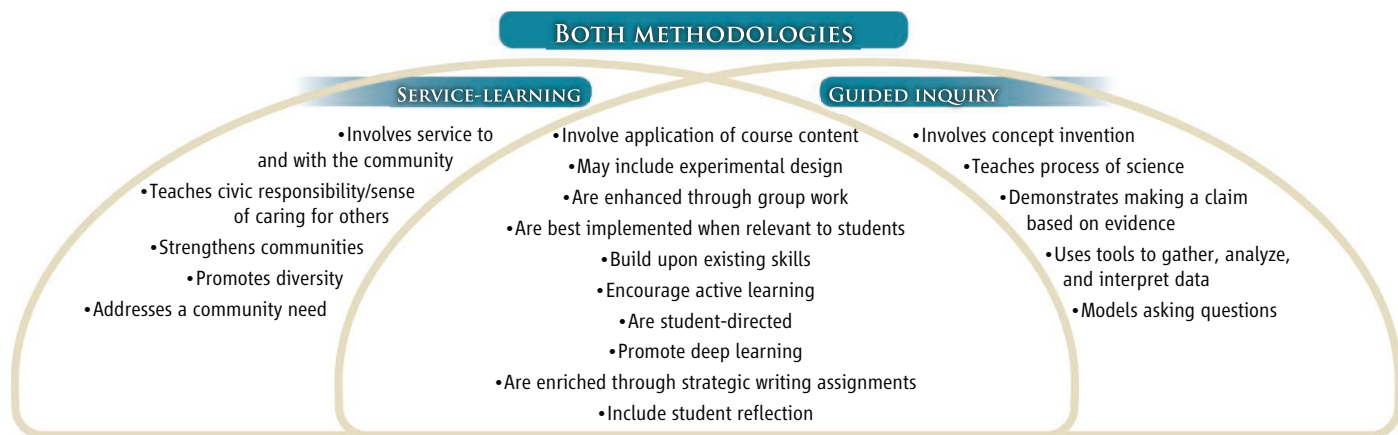 BOTH METHODOLOGIES
SERVICE-LEARNING
•Involves service to
and with the community
•Teaches civic responsibility/sense
of caring for others
•Strengthens communities
•Promotes diversity
•Addresses a community need
•Involve application of course content
•May include experimental design
•Are enhanced through group work
•Are best implemented when relevant to students
•Build upon existing skills
•Encourage active learning
•Are student-directed
•Promote deep learning
•Are enriched through strategic writing assignments
•Include student reflection
GUIDED INQUIRY
•Involves concept invention
•Teaches process of science
•Demonstrates making a claim
based on evidence
•Uses tools to gather, analyze,
and interpret data
•Models asking questions